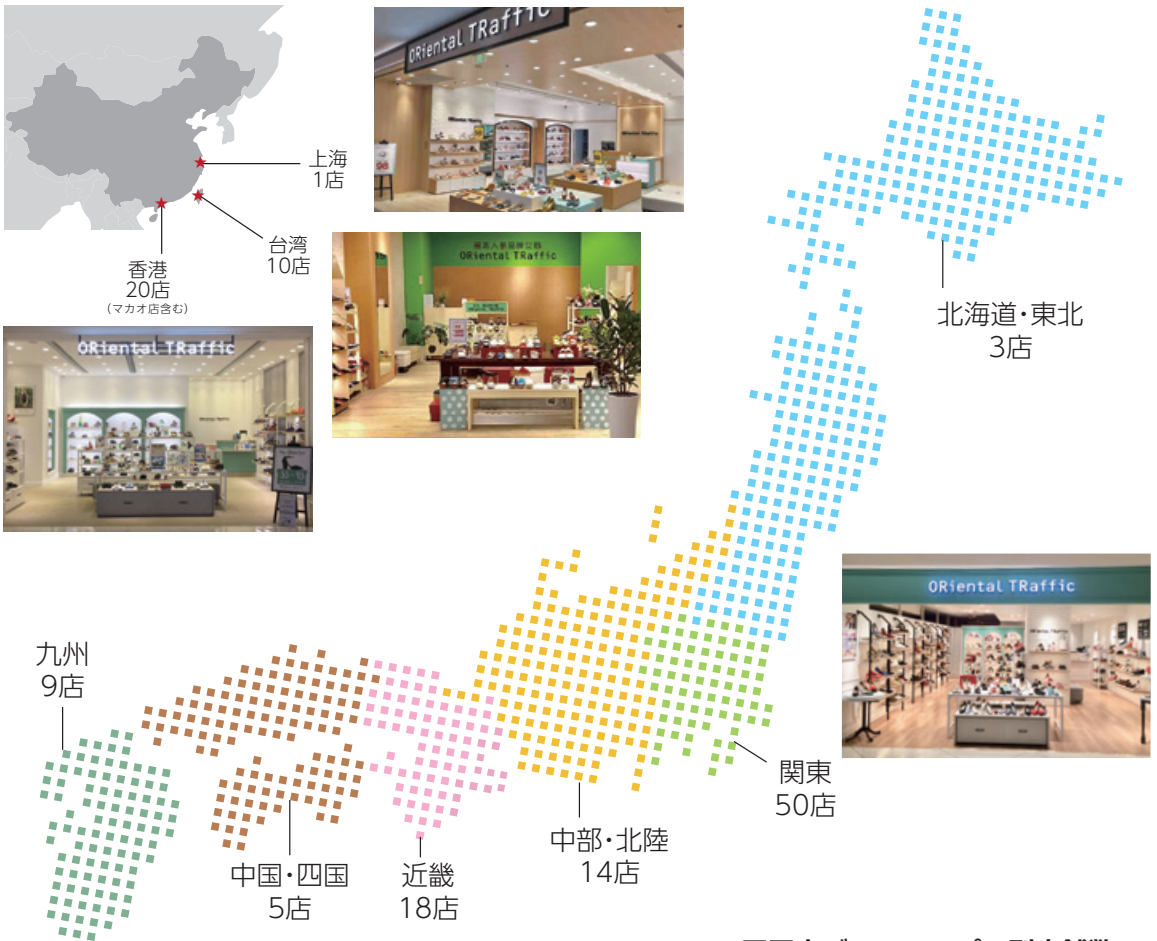 ORiental TRaffic
上海
1店
台湾
10店
香港
20店
(マカオ店含む)
ORiental TRaffic
ORiental TRaffic
北海道・東北
3店
ORiental TRaffic
九州
9店
関東
50店
中部・北陸
14店
中国・四国
5店
近畿
18店